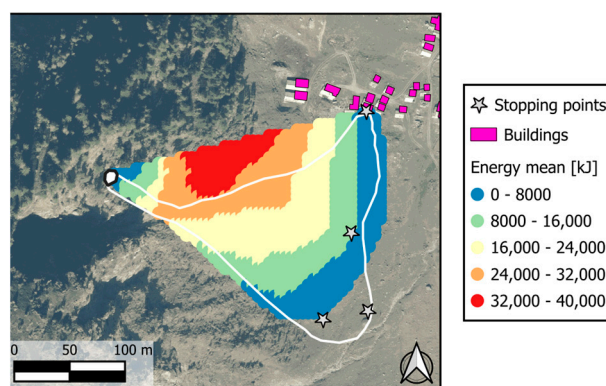 Stopping points
Buildings
Energy mean [kJ]
0 - 8000
8000 - 16,000
16,000 - 24,000
24,000 - 32,000
32,000 - 40,000
0 50 100 m